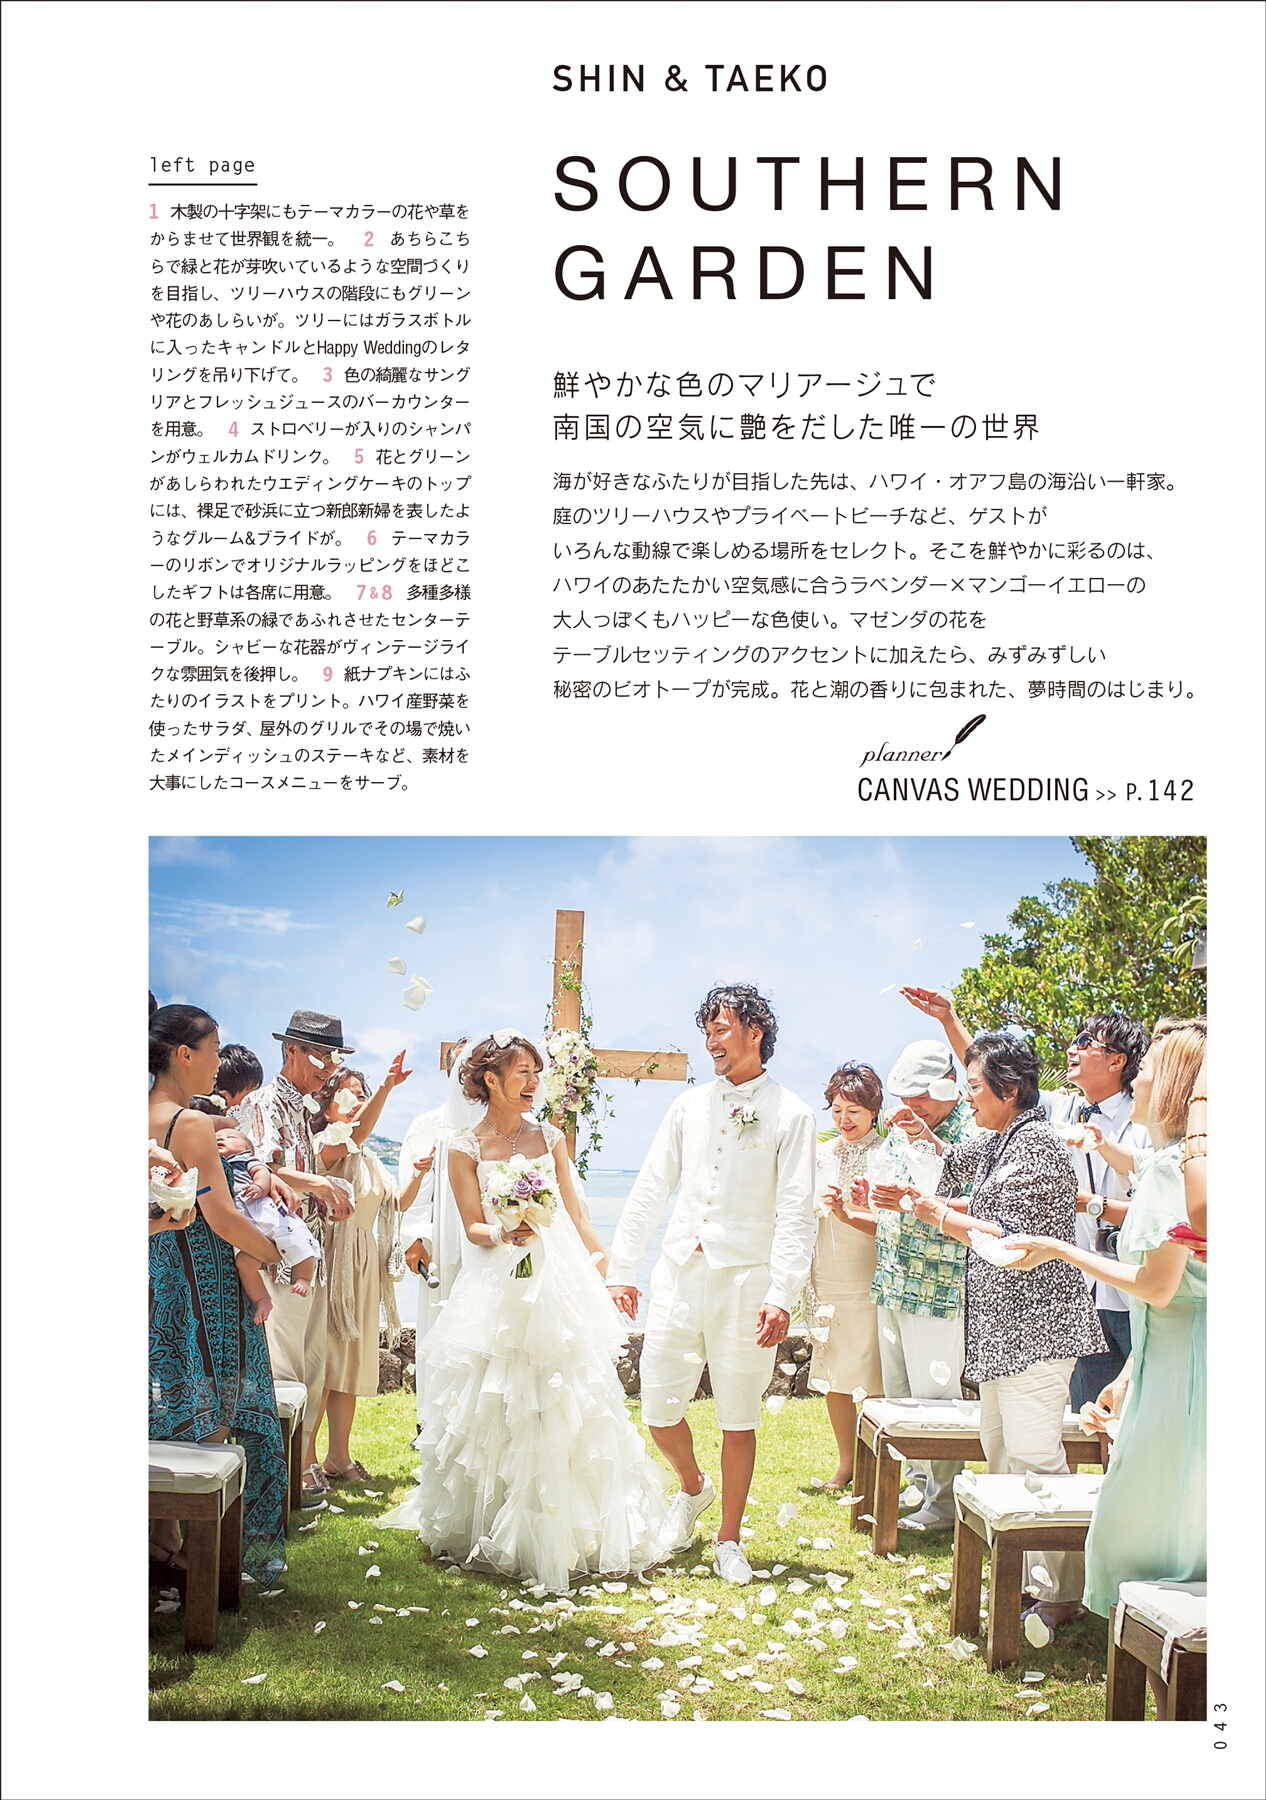 SHIN & TAEKO
SOUTHERN
GARDEN
left page
1 木製の十字架にもテーマカラーの花や草を
からませて世界観を統一。 2 あちらこち
らで緑と花が芽吹いているような空間づくり
を目指し、ツリーハウスの階段にもグリーン
や花のあしらいが。ツリーにはガラスボトル
に入ったキャンドルとHappy Weddingのレタ
リングを吊り下げて。 3 色の綺麗なサング
リアとフレッシュジュースのバーカウンター
を用意。 4 ストロベリーが入りのシャンパ
ンがウェルカムドリンク。 5 花とグリーン
があしらわれたウエディングケーキのトップ
には、裸足で砂浜に立つ新郎新婦を表したよ
うなグルーム&ブライドが。 6 テーマカラ
ーのリボンでオリジナルラッピングをほどこ
したギフトは各席に用意。 7&8 多種多様
の花と野草系の緑であふれさせたセンターテ
ーブル。シャビーな花器がヴィンテージライ
クな雰囲気を後押し。 9 紙ナプキンにはふ
たりのイラストをプリント。ハワイ産野菜を
使ったサラダ、屋外のグリルでその場で焼い
たメインディッシュのステーキなど、素材を
大事にしたコースメニューをサーブ。
鮮やかな色のマリアージュで
南国の空気に艶をだした唯一の世界
海が好きなふたりが目指した先は、ハワイ・オアフ島の海沿い一軒家。
庭のツリーハウスやプライベートビーチなど、ゲストが
いろんな動線で楽しめる場所をセレクト。そこを鮮やかに彩るのは、
ハワイのあたたかい空気感に合うラベンダー×マンゴーイエローの
大人っぽくもハッピーな色使い。マゼンダの花を
テーブルセッティングのアクセントに加えたら、みずみずしい
秘密のビオトープが完成。花と潮の香りに包まれた、夢時間のはじまり。
planner
CANVAS WEDDING >> P.142
043